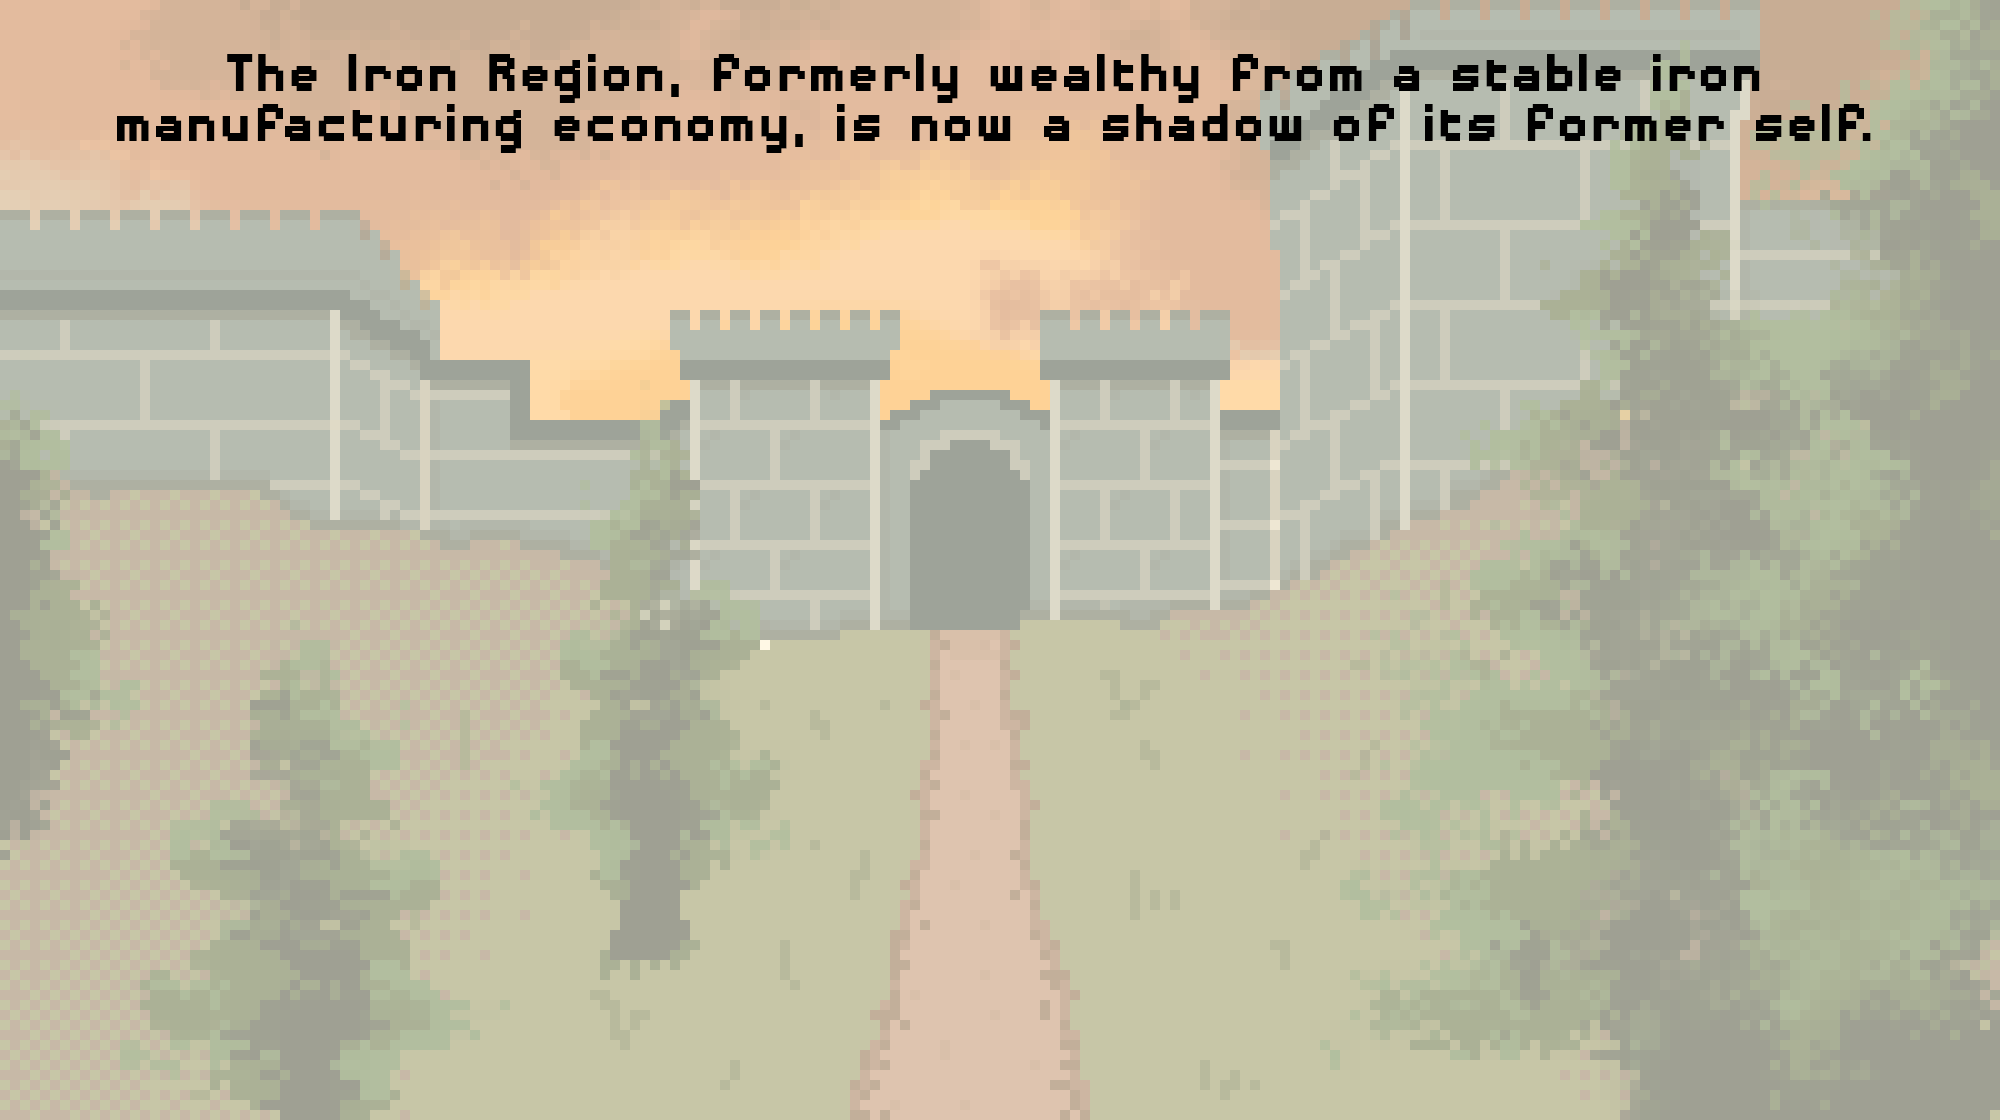 The Iron Region, formerly wealthy from a stable iron
manufacturing economy, is now a shadow of its former self.